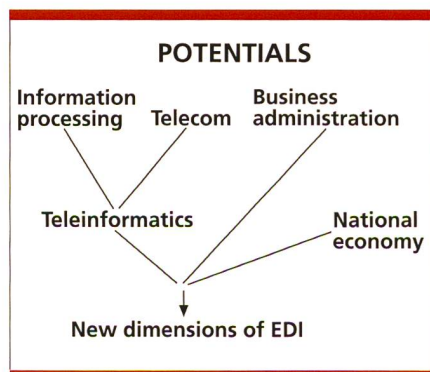 POTENTIALS
Information
processing
Telecom
Business
administration
Teleinformatics
National
economy
New dimensions of EDI